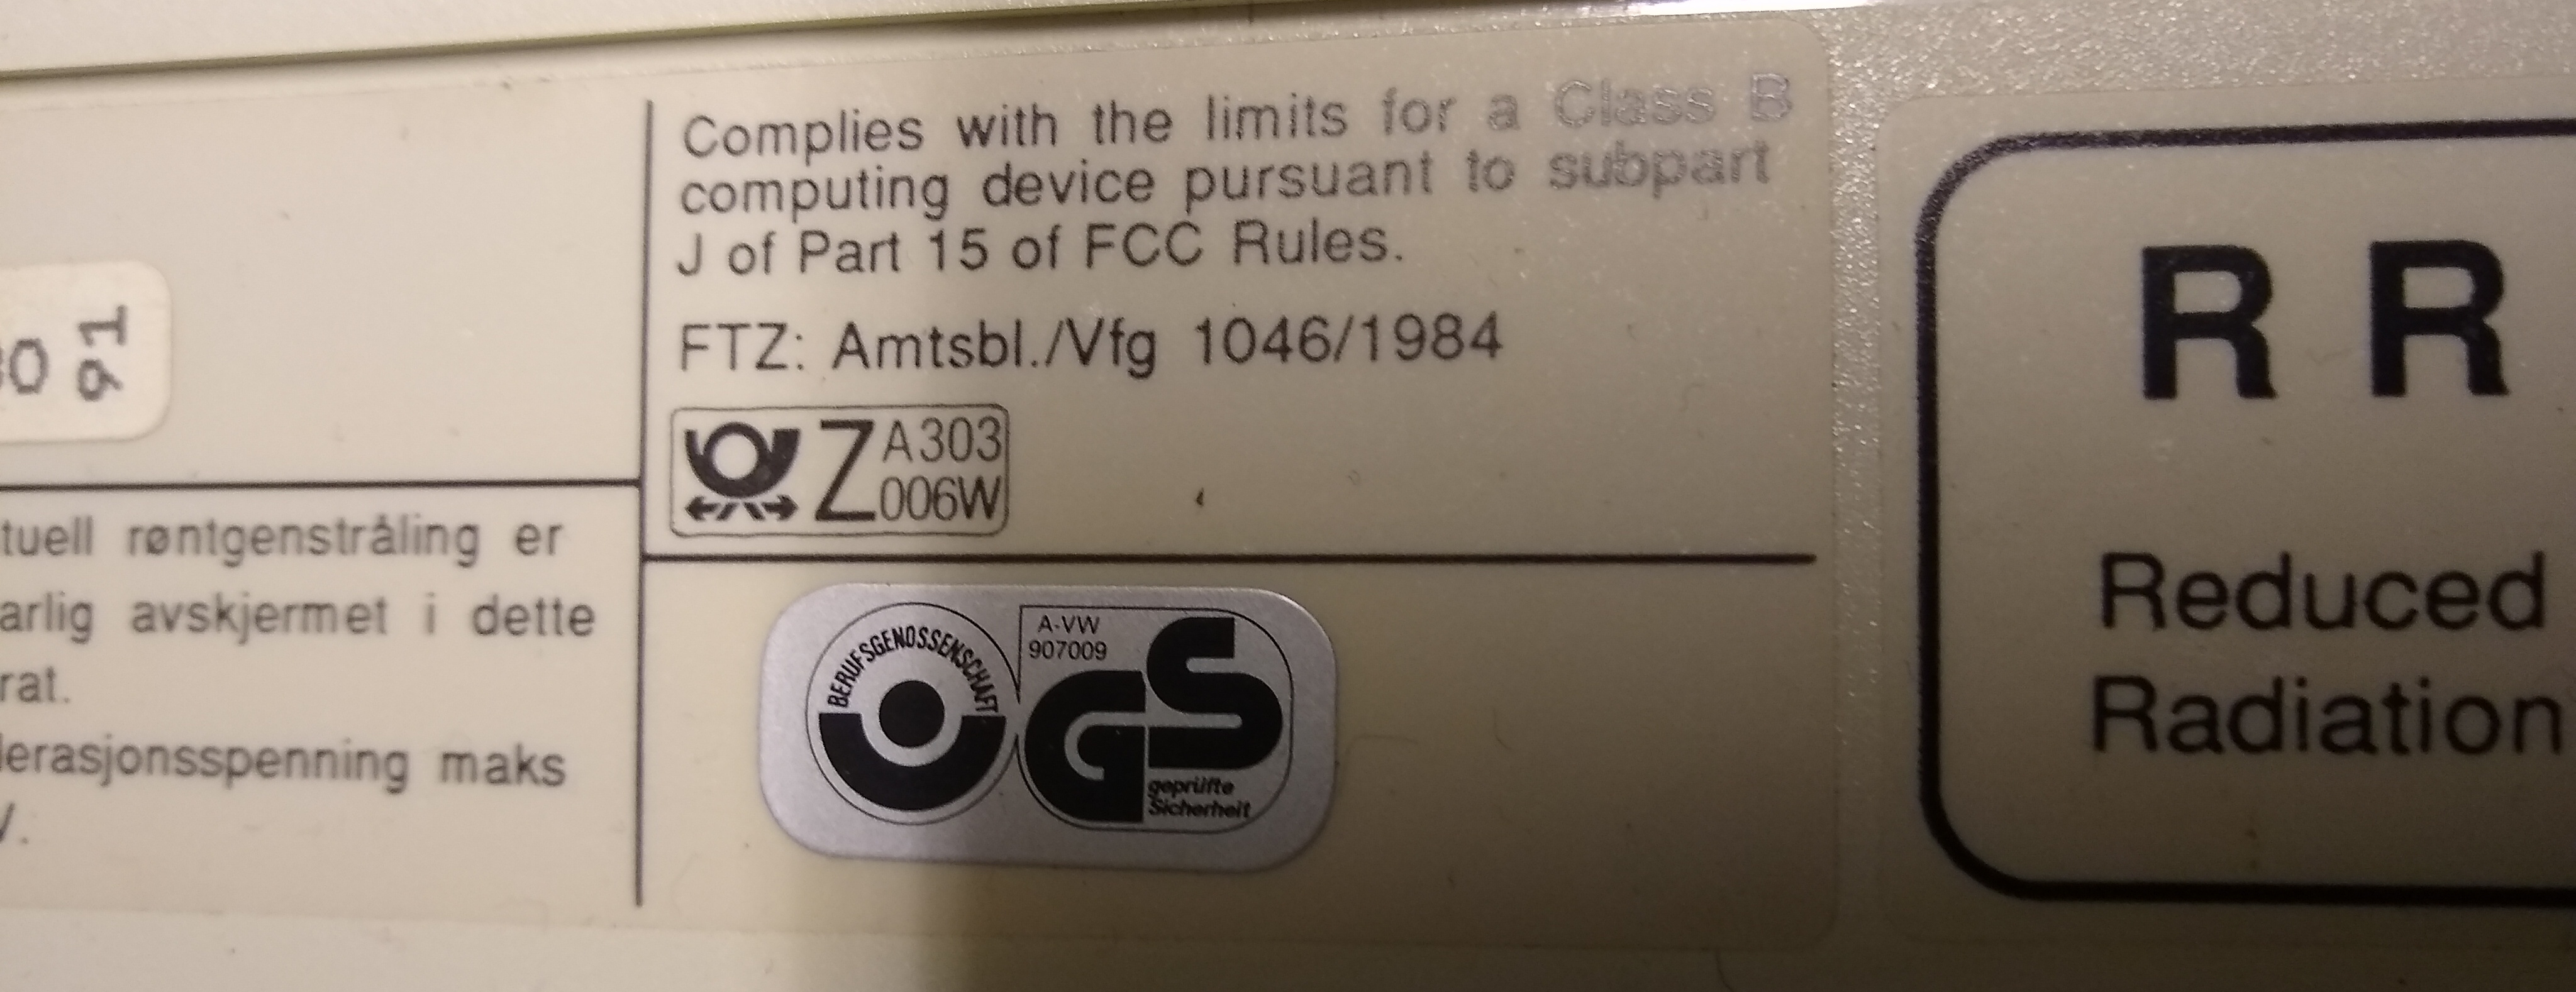 91
tuell røntgenstråling er
arlig avskjermet i dette
rat.
lerasjonsspenning maks
V.
Complies with the limits for a Class B
computing device pursuant to subpart
J of Part 15 of FCC Rules.
FTZ: Amtsbl./Vfg 1046/1984
Z A303
006W
BERUFSGENOSSENSCHAFT
A-VW
907009
GS
geprüfte
Sicherheit
R R
Reduced
Radiation